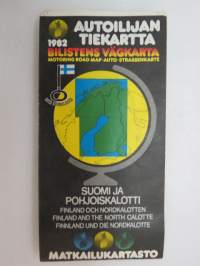 1982
AUTOILIJAN
TIEKARTTA
BILISTENS VÄGKARTA
MOTORING ROAD MAP·AUTO-STRASSENKARTE
SUOMI JA
POHJOISKALOTTI
FINLAND OCH NORDKALOTTEN
FINLAND AND THE NORTH CALOTTE
FINNLAND UND DIE NORDKALOTTE
MATKAILUKARTASTO